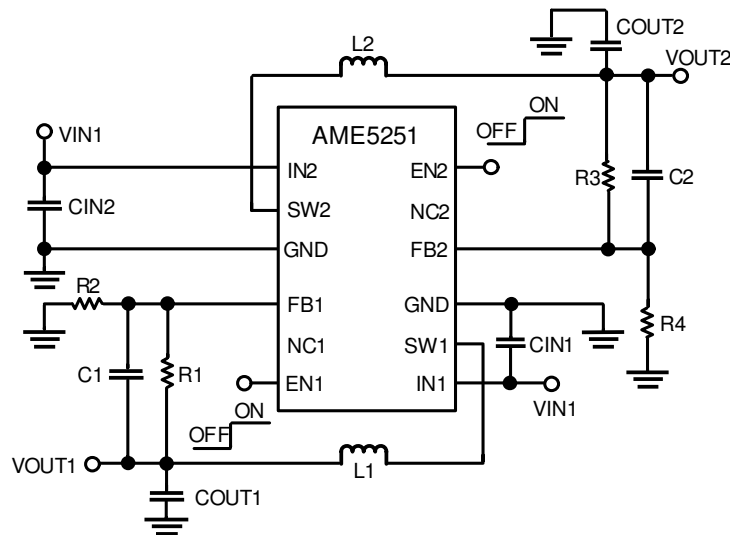 COUT2
L2
VOUT2
ON
OFF
AME5251
VIN1
IN2
EN2
R3
C2
CIN2
SW2
NC2
GND
FB2
R2
FB1
GND
R4
NC1
SW1
CIN1
C1
R1
EN1
IN1
VIN1
ON
OFF
VOUT1
L1
COUT1